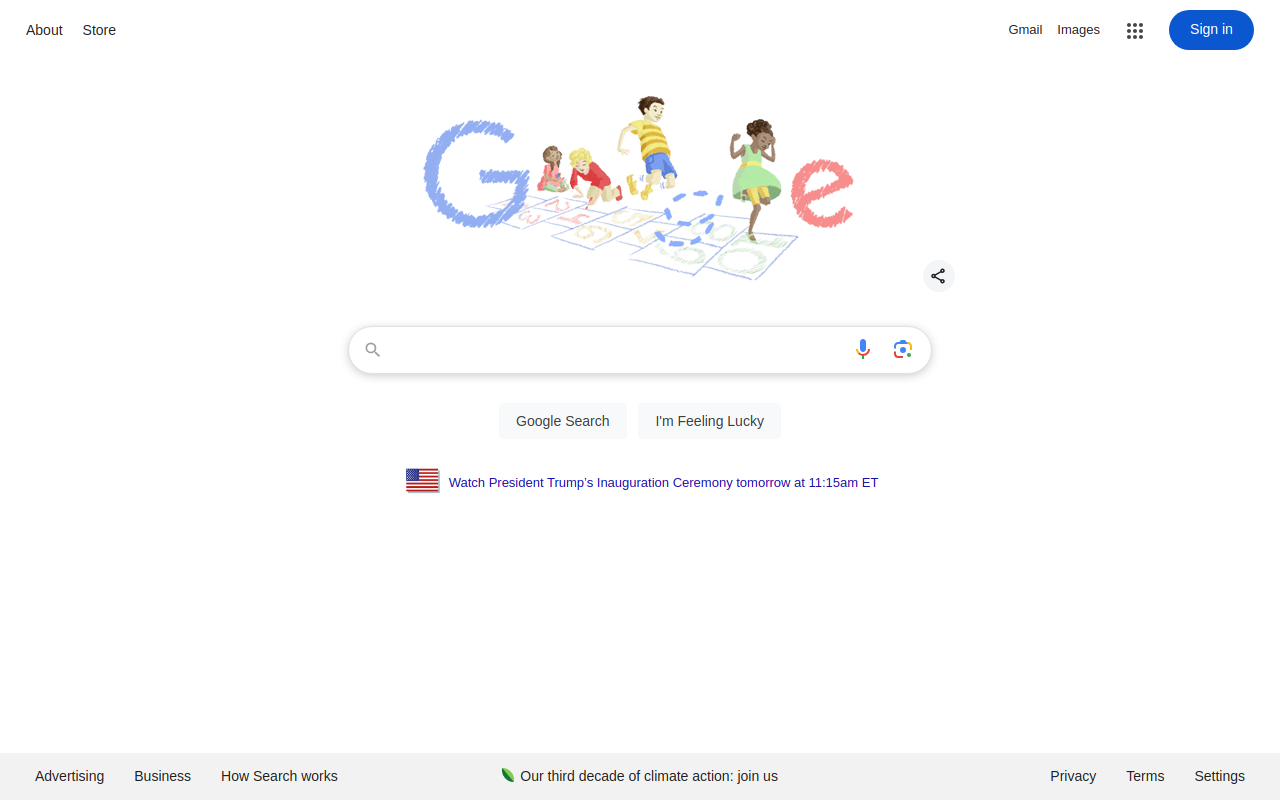 About Store Gmail Images Sign in
G e
Google Search I'm Feeling Lucky
Watch President Trump’s Inauguration Ceremony tomorrow at 11:15am ET
Advertising Business How Search works Our third decade of climate action: join us Privacy Terms Settings